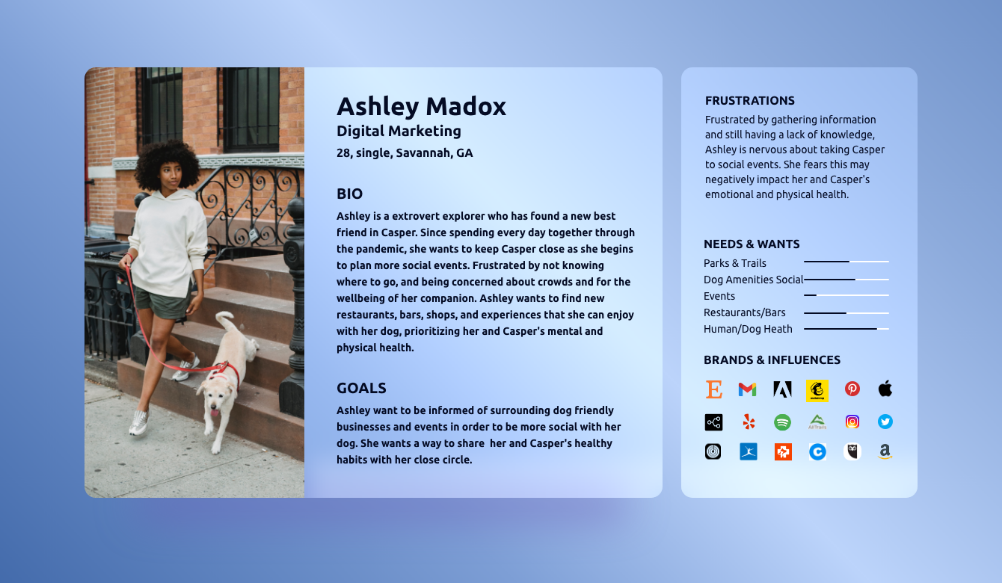 Ashley Madox
Digital Marketing
28, single, Savannah, GA
BIO
Ashley is a extrovert explorer who has found a new best
friend in Casper. Since spending every day together through
the pandemic, she wants to keep Casper close as she begins
to plan more social events. Frustrated by not knowing
where to go, and being concerned about crowds and for the
wellbeing of her companion. Ashley wants to find new
restaurants, bars, shops, and experiences that she can enjoy
with her dog, prioritizing her and Casper's mental and
physical health.
GOALS
Ashley want to be informed of surrounding dog friendly
businesses and events in order to be more social with her
dog. She wants a way to share her and Casper's healthy
habits with her close circle.
FRUSTRATIONS
Frustrated by gathering information
and still having a lack of knowledge,
Ashley is nervous about taking Casper
to social events. She fears this may
negatively impact her and Casper's
emotional and physical health.
NEEDS & WANTS
Parks & Trails
Dog Amenities Social
Events
Restaurants/Bars
Human/Dog Heath
BRANDS & INFLUENCES